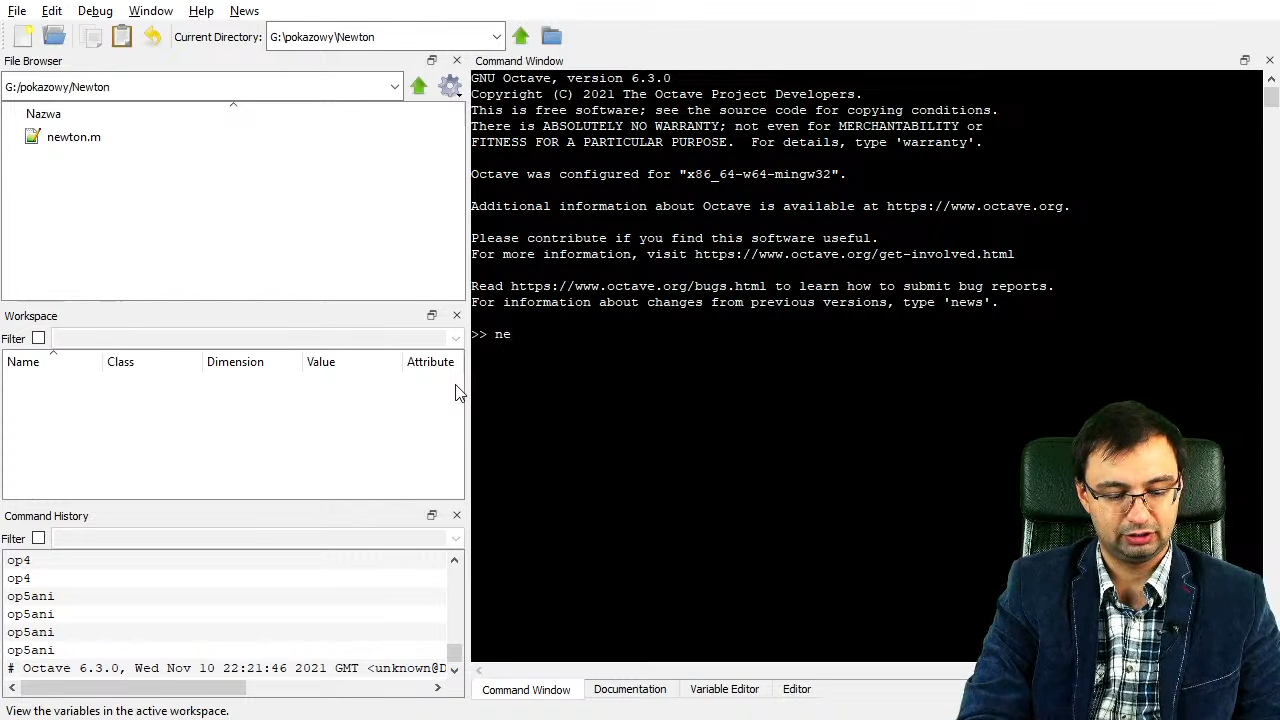 File Edit Debug Window Help News
Current Directory: G:\pokazowy\Newton
File Browser
G:/pokazowy/Newton
Nazwa
newton.m
Workspace
Filter
Name Class Dimension Value Attribute
Command History
Filter
op4
op4
op5ani
op5ani
op5ani
op5ani
# Octave 6.3.0, Wed Nov 10 22:21:46 2021 GMT <unknown@D
View the variables in the active workspace.
Command Window
GNU Octave, version 6.3.0
Copyright (C) 2021 The Octave Project Developers.
This is free software; see the source code for copying conditions.
There is ABSOLUTELY NO WARRANTY; not even for MERCHANTABILITY or
FITNESS FOR A PARTICULAR PURPOSE.  For details, type 'warranty'.
Octave was configured for "x86_64-w64-mingw32".
Additional information about Octave is available at https://www.octave.org.
Please contribute if you find this software useful.
For more information, visit https://www.octave.org/get-involved.html
Read https://www.octave.org/bugs.html to learn how to submit bug reports.
For information about changes from previous versions, type 'news'.
>> ne
Command Window Documentation Variable Editor Editor